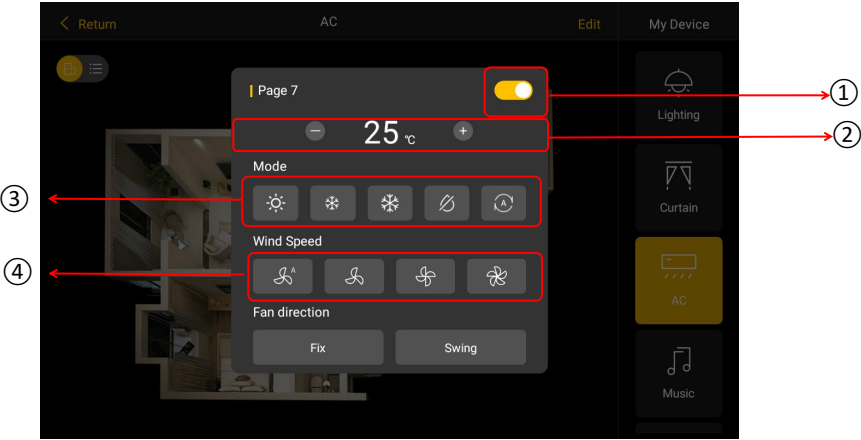 Return
AC
Edit
My Device
Page 7
①
Lighting
25 °C
②
Mode
③
A
Curtain
Wind Speed
④
A
AC
Fan direction
Fix
Swing
Music